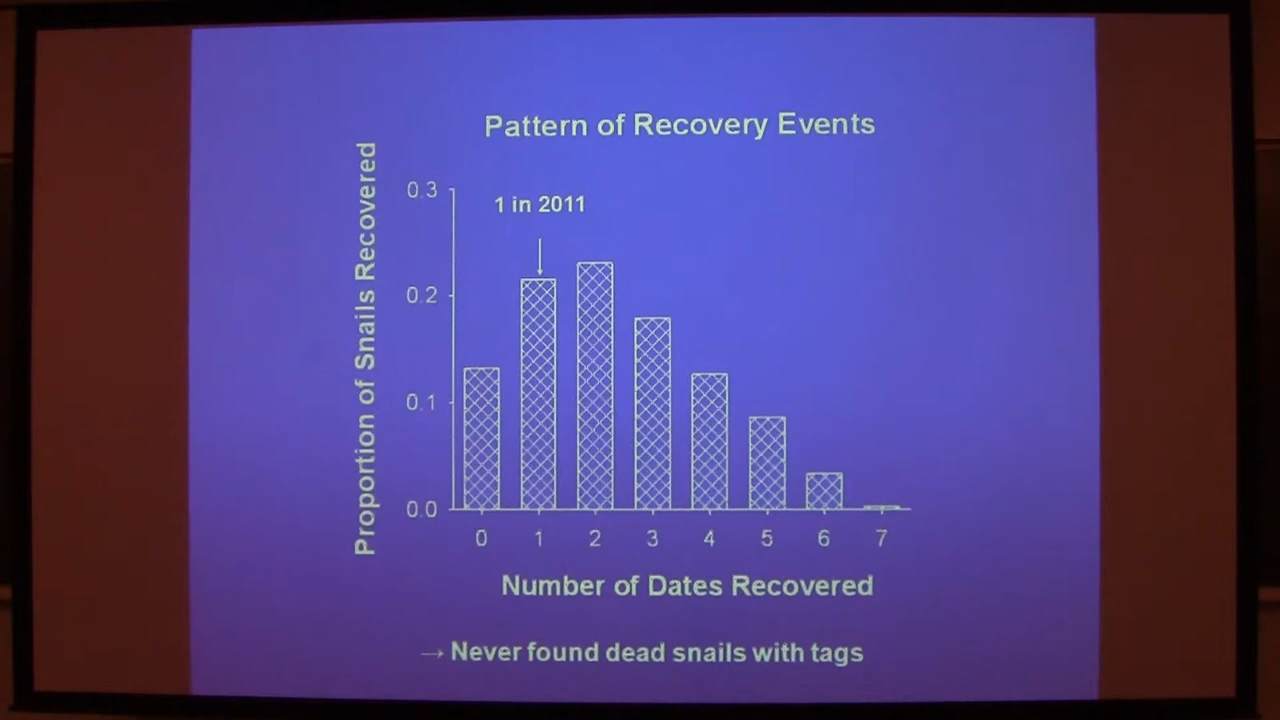 Pattern of Recovery Events
Proportion of Snails Recovered
0.3
1 in 2011
0.2
0.1
0.0
0 1 2 3 4 5 6 7
Number of Dates Recovered
→ Never found dead snails with tags